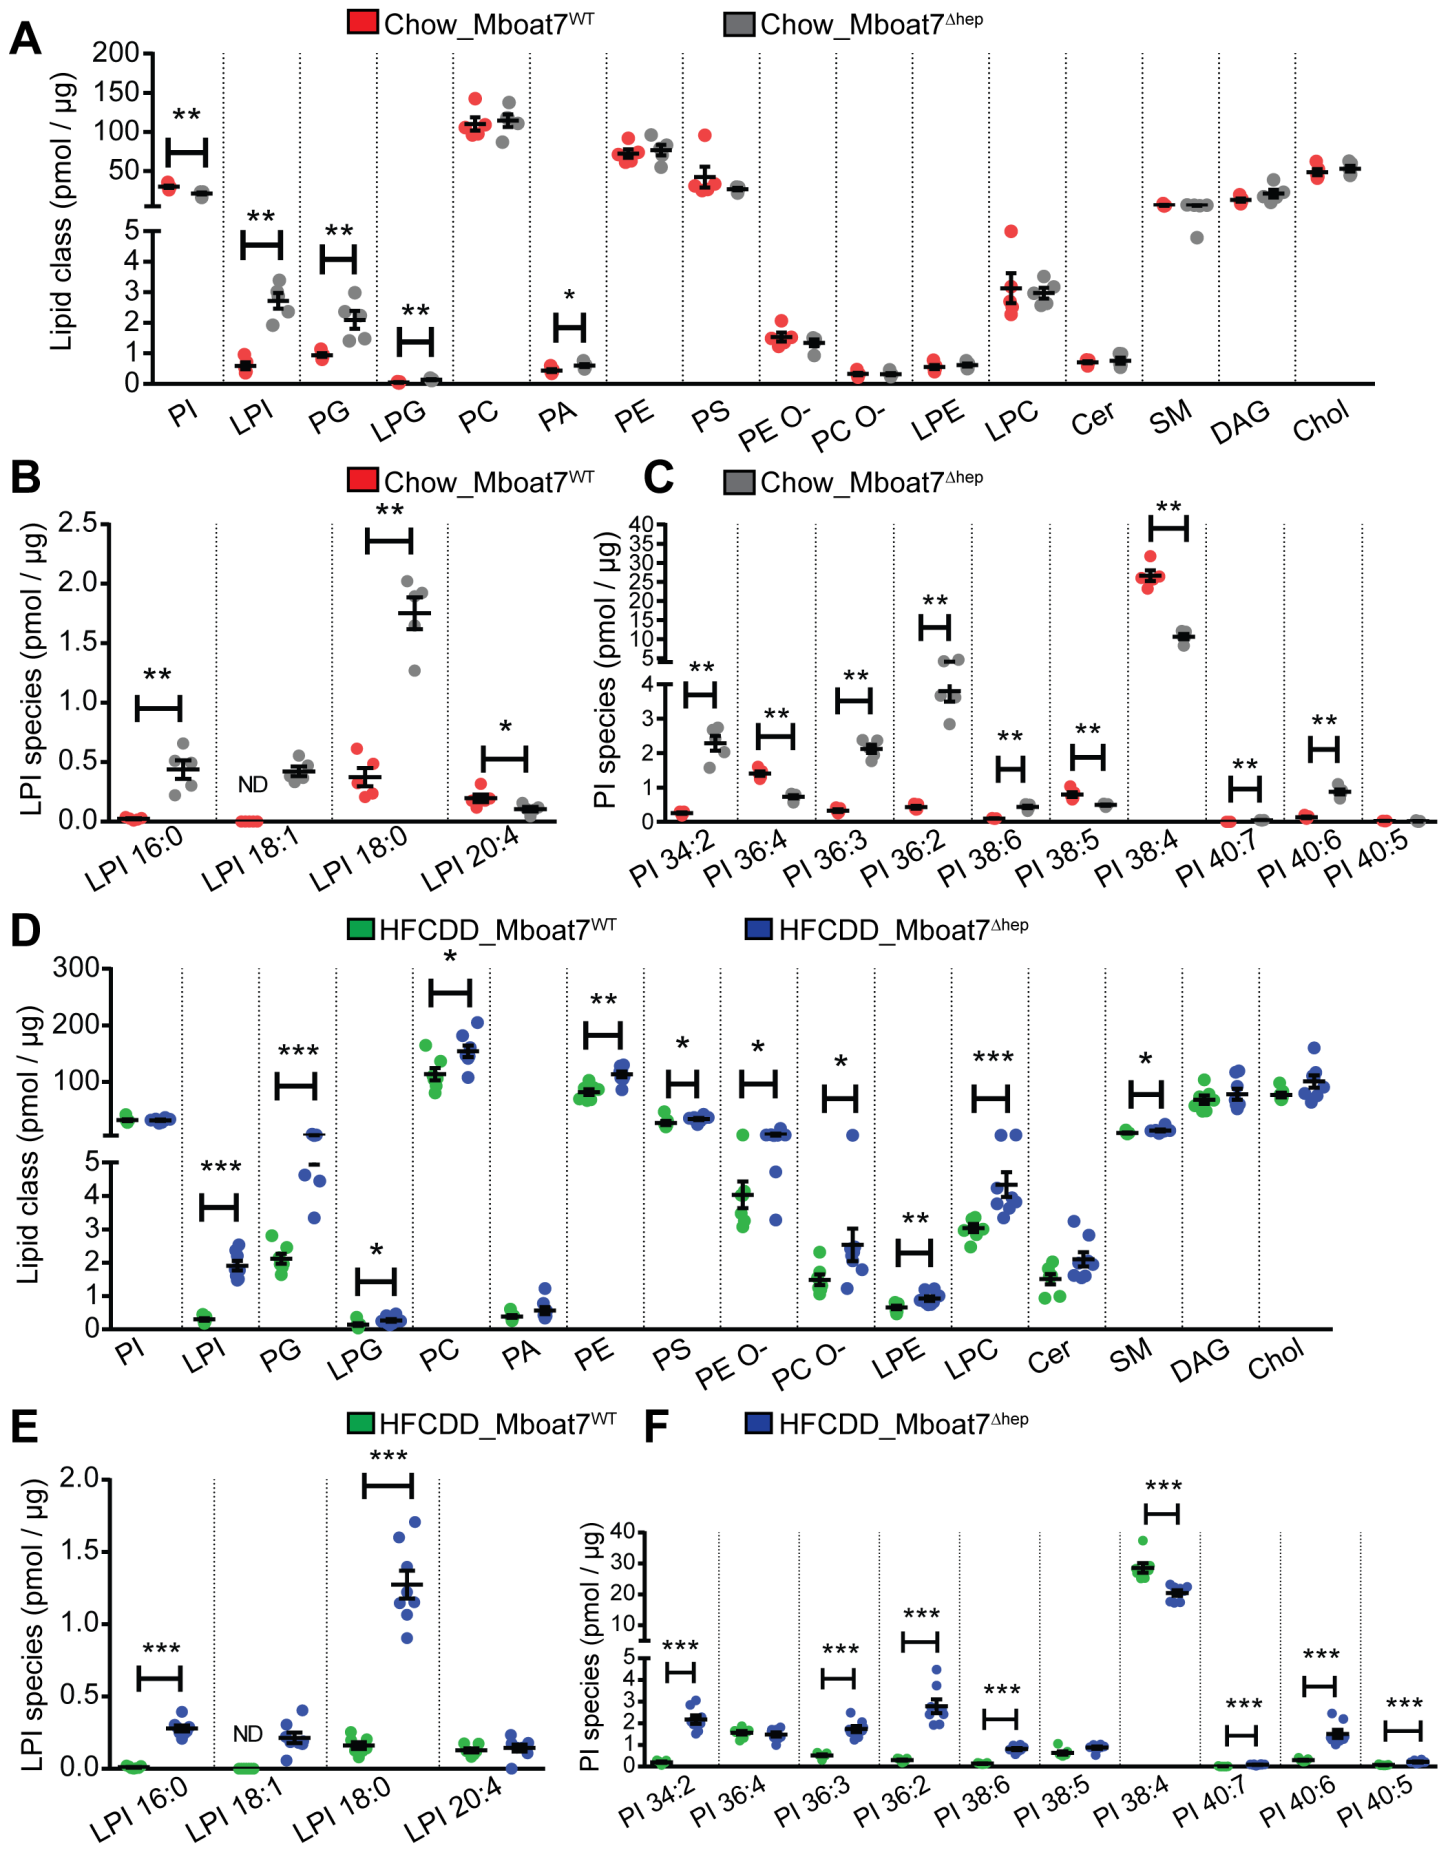 A
Chow_Mboat7WT
Chow_Mboat7Δhep
Lipid class (pmol / µg)
200
150
100
50
5
4
3
2
1
0
**
**
**
**
*
PI
LPI
PG
LPG
PC
PA
PE
PS
PE O-
PC O-
LPE
LPC
Cer
SM
DAG
Chol
B
Chow_Mboat7WT
LPI species (pmol / µg)
2.5
2.0
1.5
1.0
0.5
0.0
**
ND
**
*
LPI 16:0
LPI 18:1
LPI 18:0
LPI 20:4
C
Chow_Mboat7Δhep
PI species (pmol / µg)
40
35
30
25
20
15
10
5
4
3
2
1
0
**
**
**
**
**
**
**
**
**
PI 34:2
PI 36:4
PI 36:3
PI 36:2
PI 38:6
PI 38:5
PI 38:4
PI 40:7
PI 40:6
PI 40:5
D
HFCDD_Mboat7WT
HFCDD_Mboat7Δhep
Lipid class (pmol / µg)
300
200
100
5
4
3
2
1
0
***
***
*
*
**
*
*
*
**
***
*
PI
LPI
PG
LPG
PC
PA
PE
PS
PE O-
PC O-
LPE
LPC
Cer
SM
DAG
Chol
E
HFCDD_Mboat7WT
LPI species (pmol / µg)
2.0
1.5
1.0
0.5
0.0
***
ND
***
LPI 16:0
LPI 18:1
LPI 18:0
LPI 20:4
F
HFCDD_Mboat7Δhep
PI species (pmol / µg)
40
30
20
10
5
4
3
2
1
0
***
***
***
***
***
***
***
***
PI 34:2
PI 36:4
PI 36:3
PI 36:2
PI 38:6
PI 38:5
PI 38:4
PI 40:7
PI 40:6
PI 40:5